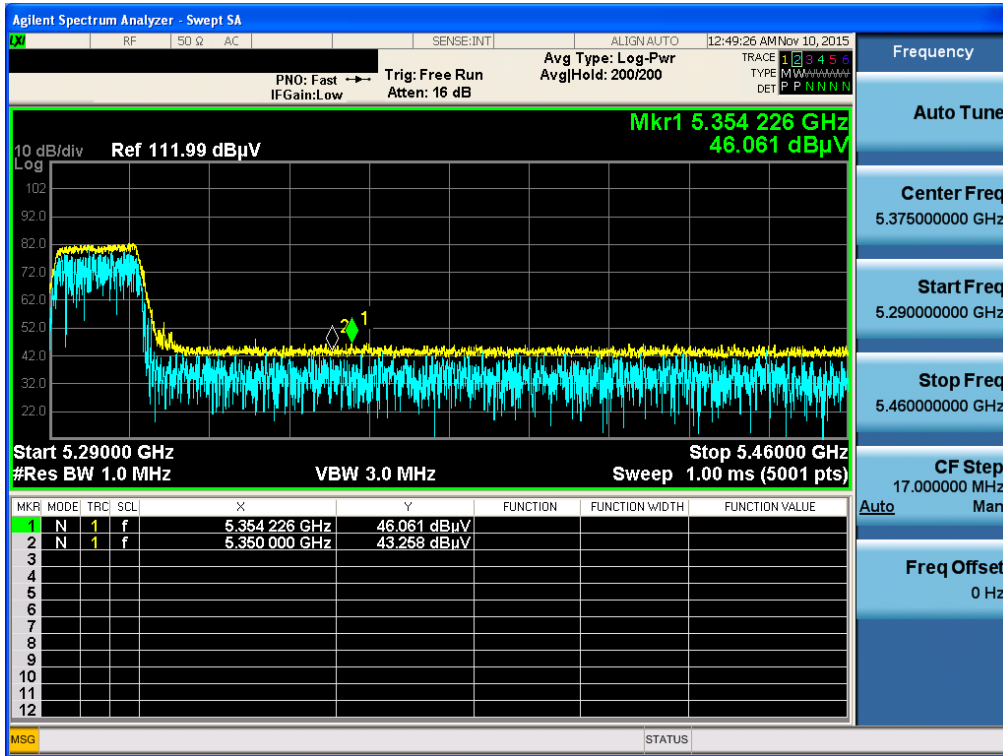 Agilent Spectrum Analyzer - Swept SA
LXI RF 50 Ω AC SENSE:INT ALIGN AUTO 12:49:26 AM Nov 10, 2015
Frequency
PNO: Fast Trig: Free Run Avg Type: Log-Pwr TRACE 1 2 3 4 5 6
IFGain:Low Atten: 16 dB Avg|Hold: 200/200 TYPE M W W W W W
DET P P N N N N
Auto Tune
Mkr1 5.354 226 GHz
46.061 dBµV
10 dB/div Ref 111.99 dBµV
Log
102
92.0
82.0
72.0
62.0
52.0
42.0
32.0
22.0
2 1
Center Freq
5.375000000 GHz
Start Freq
5.290000000 GHz
Stop Freq
5.460000000 GHz
Start 5.29000 GHz Stop 5.46000 GHz
#Res BW 1.0 MHz VBW 3.0 MHz Sweep 1.00 ms (5001 pts)
CF Step
17.000000 MHz
Auto Man
MKR MODE TRC SCL X Y FUNCTION FUNCTION WIDTH FUNCTION VALUE
1 N 1 f 5.354 226 GHz 46.061 dBµV
2 N 1 f 5.350 000 GHz 43.258 dBµV
3
4
5
6
7
8
9
10
11
12
Freq Offset
0 Hz
MSG STATUS